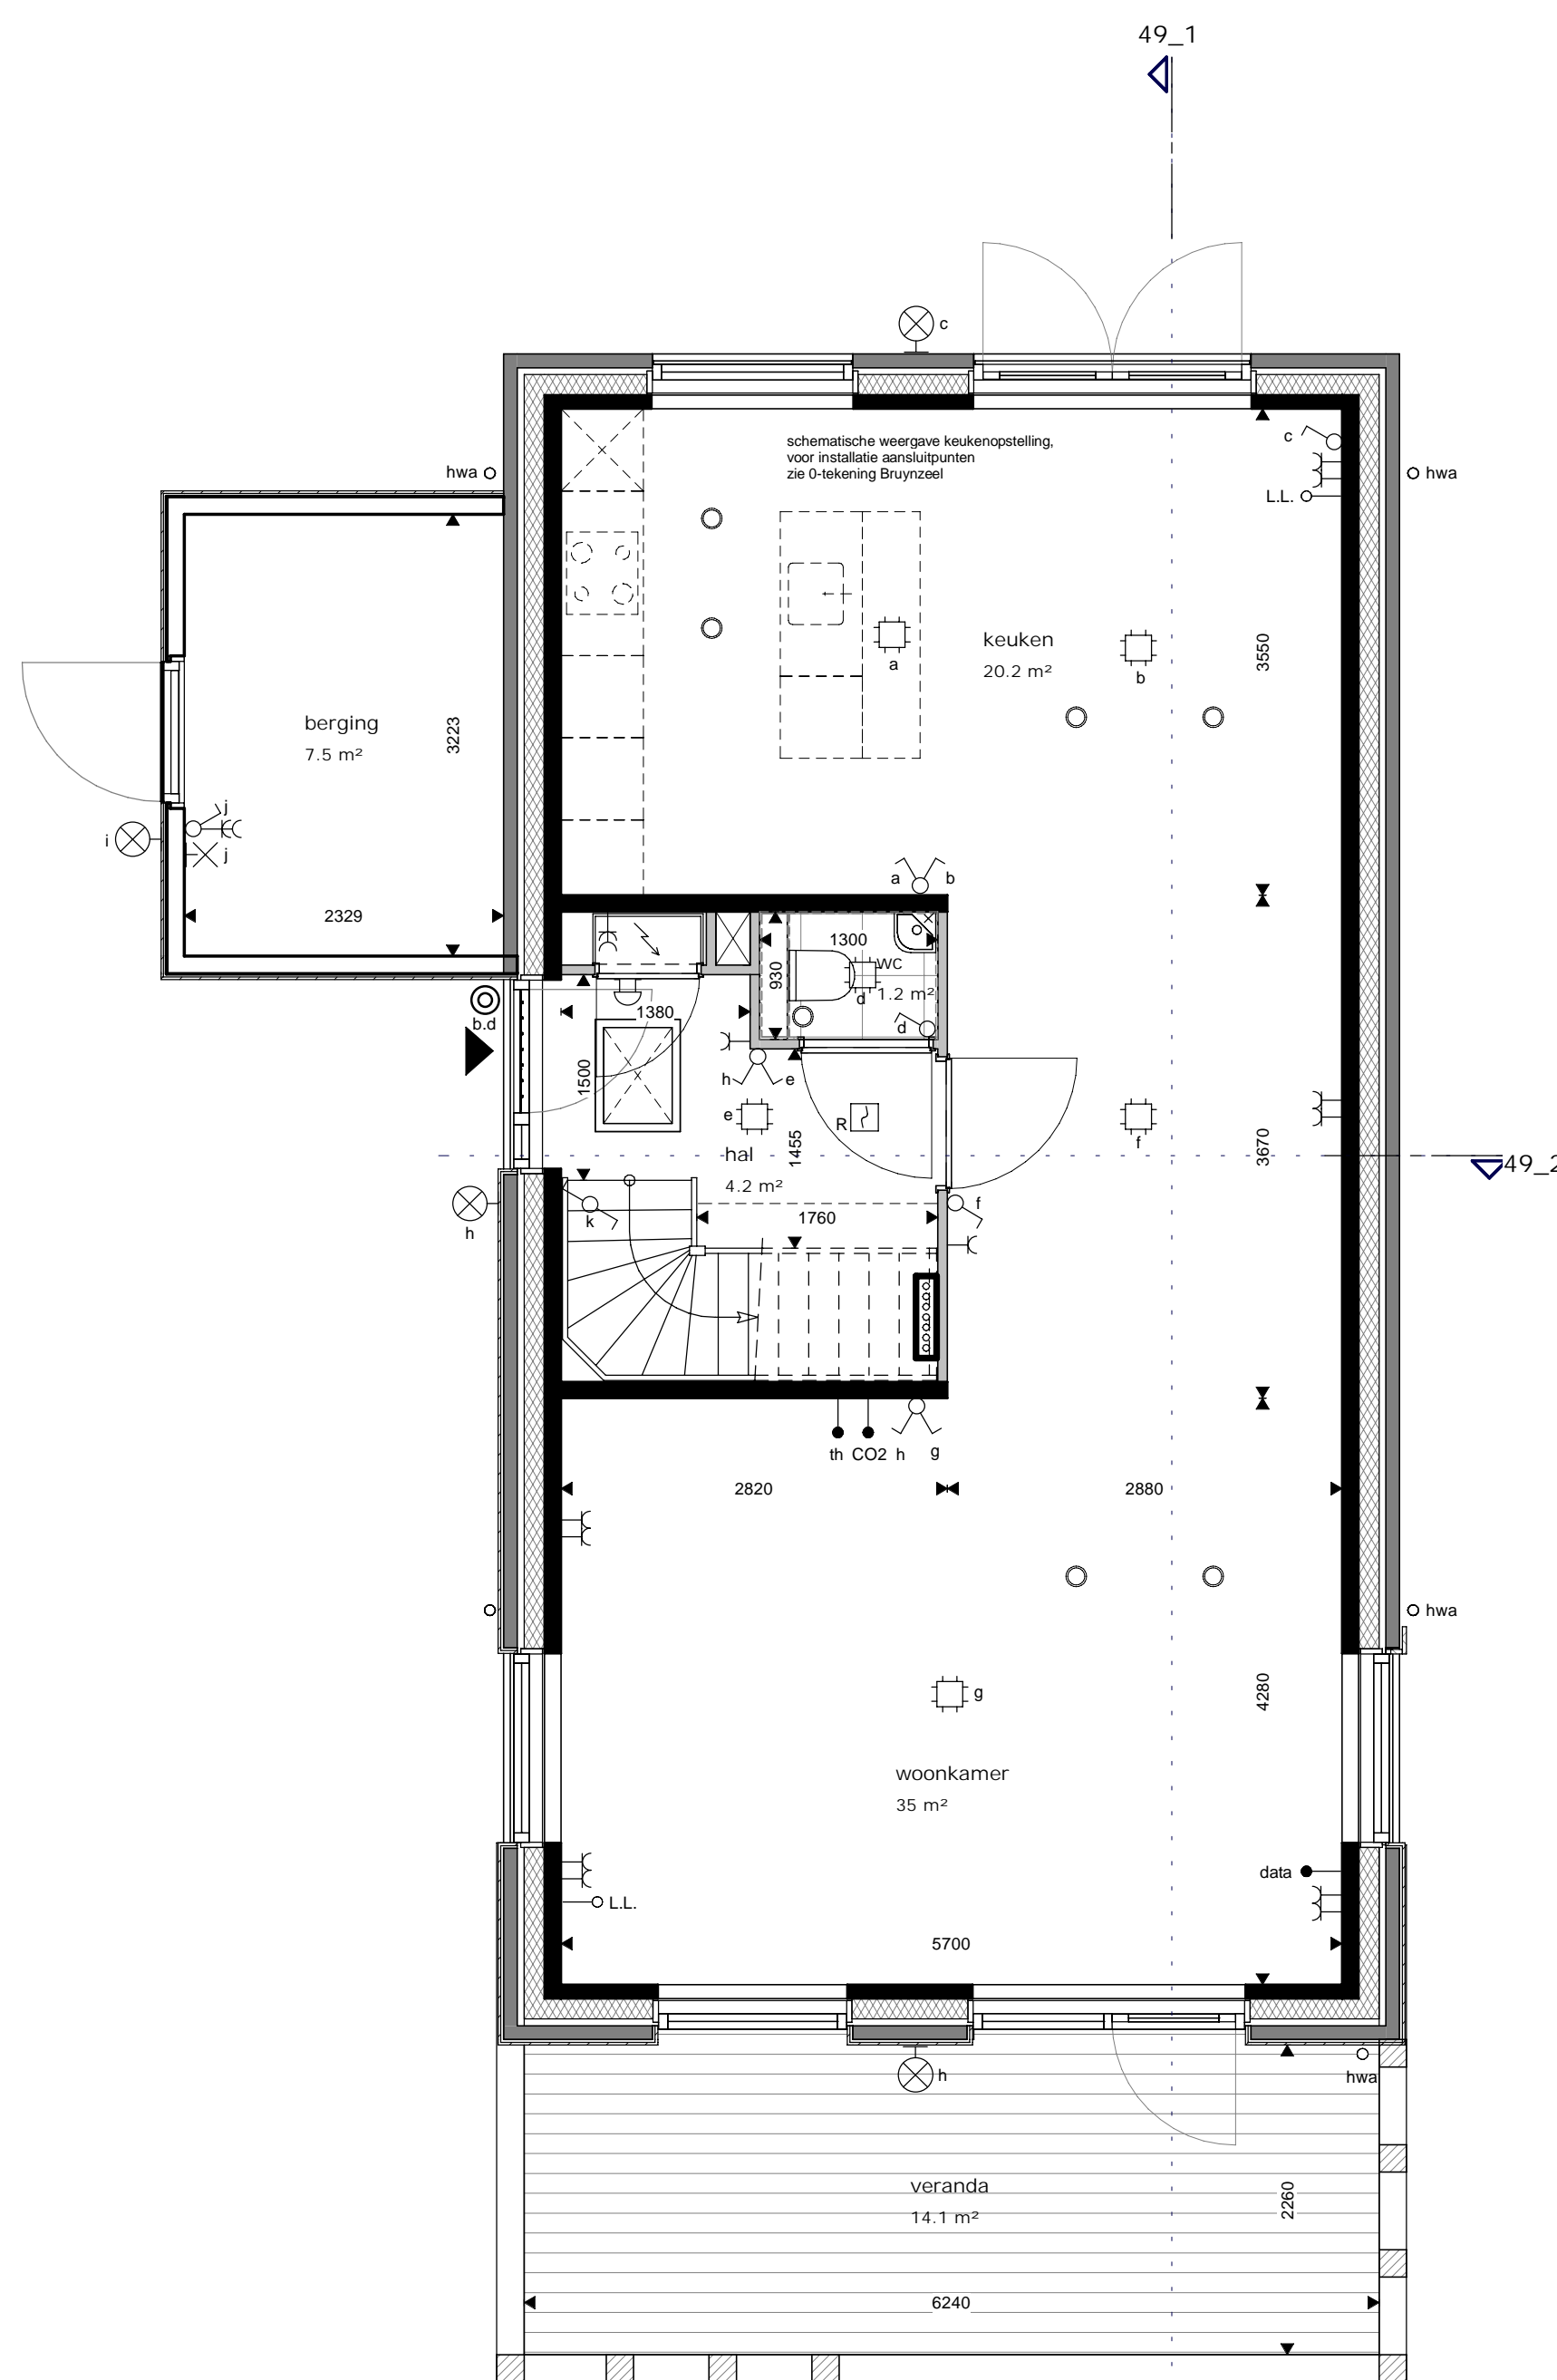 49_1
c
schematische weergave keukenopstelling,
voor installatie aansluitpunten
zie 0-tekening Bruynzeel
c
hwa
hwa
L.L.
keuken
20.2 m²
a
b
3550
berging
7.5 m²
3223
j
i
j
a
b
2329
1300
930
wc
1.2 m²
d
d
b.d
1380
1500
h
e
e
R
f
hal
4.2 m²
1455
3670
49_2
h
k
f
1760
th
CO2
h
g
2820
2880
hwa
g
4280
woonkamer
35 m²
data
L.L.
5700
h
hwa
veranda
14.1 m²
2260
6240